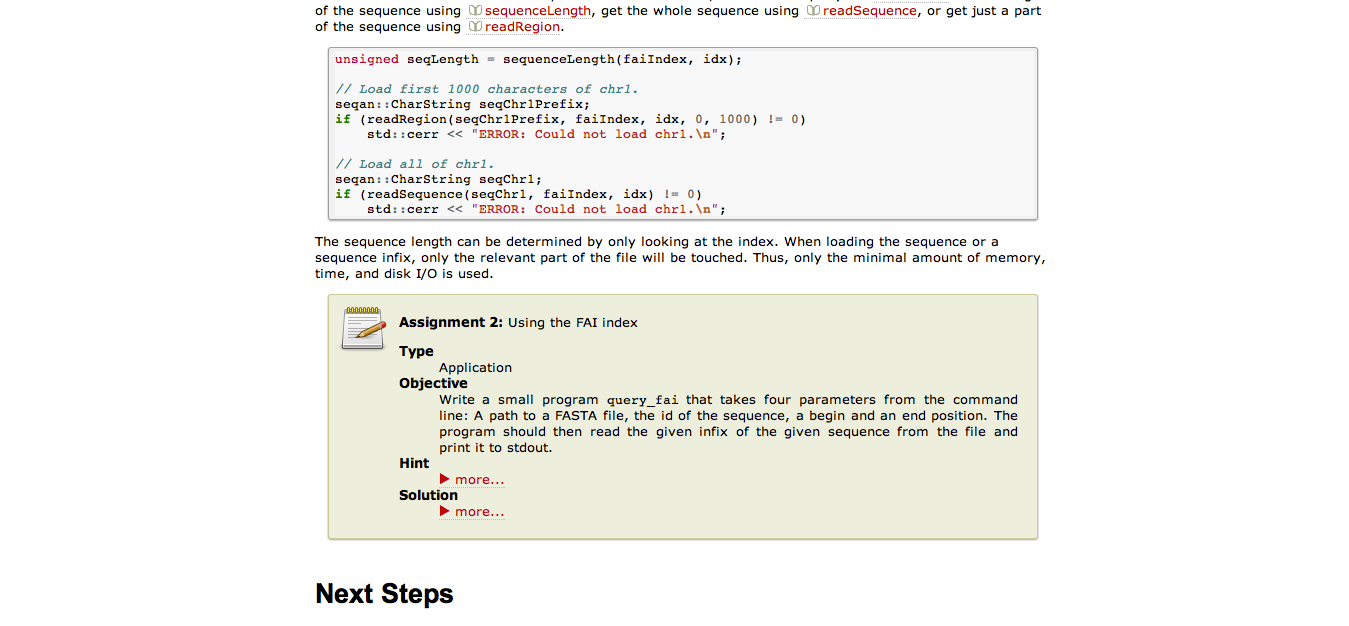 of the sequence using sequenceLength, get the whole sequence using readSequence, or get just a part
of the sequence using readRegion.
unsigned seqLength = sequenceLength(faiIndex, idx);
// Load first 1000 characters of chr1.
seqan::CharString seqChr1Prefix;
if (readRegion(seqChr1Prefix, faiIndex, idx, 0, 1000) != 0)
    std::cerr << "ERROR: Could not load chr1.\n";
// Load all of chr1.
seqan::CharString seqChr1;
if (readSequence(seqChr1, faiIndex, idx) != 0)
    std::cerr << "ERROR: Could not load chr1.\n";
The sequence length can be determined by only looking at the index. When loading the sequence or a
sequence infix, only the relevant part of the file will be touched. Thus, only the minimal amount of memory,
time, and disk I/O is used.
Assignment 2: Using the FAI index
Type
Application
Objective
Write a small program query_fai that takes four parameters from the command
line: A path to a FASTA file, the id of the sequence, a begin and an end position. The
program should then read the given infix of the given sequence from the file and
print it to stdout.
Hint
more...
Solution
more...
Next Steps